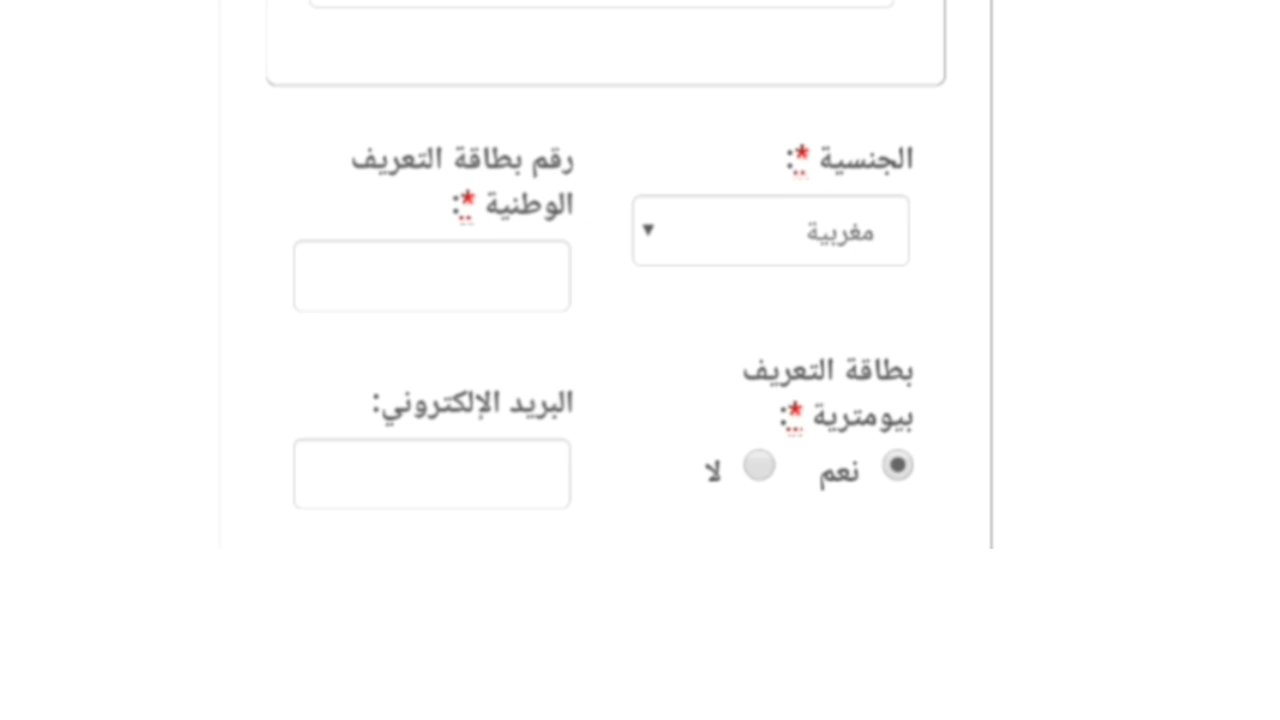 الجنسية *:
مغربية
رقم بطاقة التعريف
الوطنية *:
بطاقة التعريف
بيومترية *:
نعم
لا
البريد الإلكتروني: